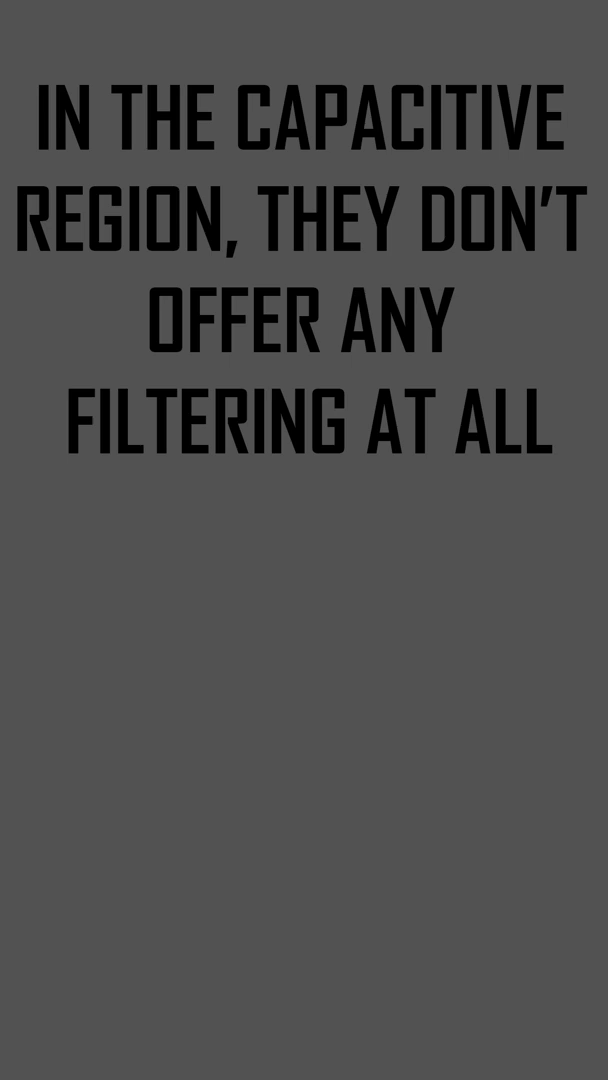 IN THE CAPACITIVE
REGION, THEY DON’T
OFFER ANY
FILTERING AT ALL